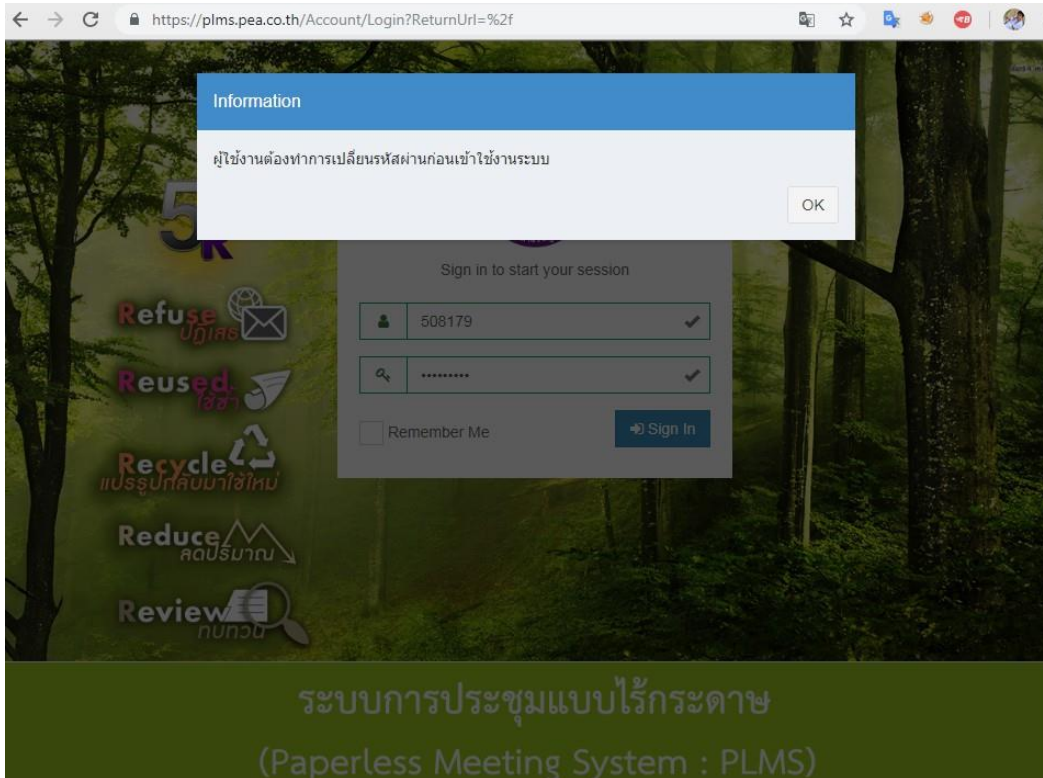 https://plms.pea.co.th/Account/Login?ReturnUrl=%2f
Information
ผู้ใช้งานต้องทำการเปลี่ยนรหัสผ่านก่อนเข้าใช้งานระบบ
OK
5R
Sign in to start your session
508179
•••••••••
Remember Me
Sign In
Refuse
ปฏิเสธ
Reused
ใช้ซ้ำ
Recycle
แปรรูปกลับมาใช้ใหม่
Reduce
ลดปริมาณ
Review
ทบทวน
ระบบการประชุมแบบไร้กระดาษ
(Paperless Meeting System : PLMS)